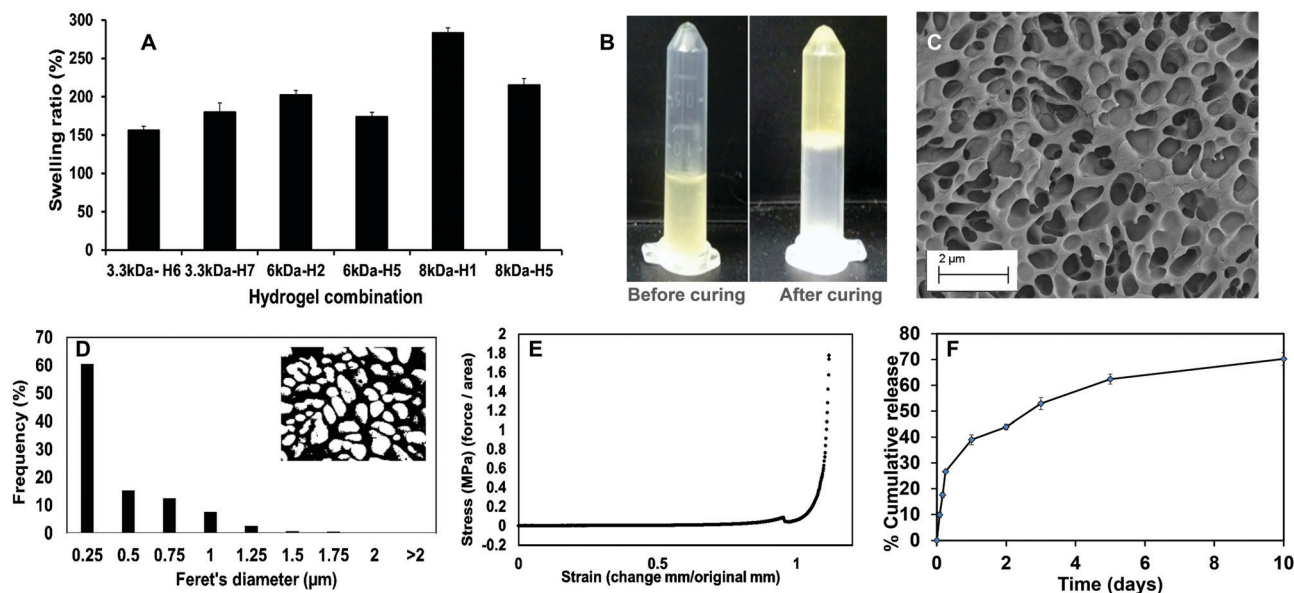 A
Swelling ratio (%)
300
250
200
150
100
50
0
3.3kDa- H6 3.3kDa-H7 6kDa-H2 6kDa-H5 8kDa-H1 8kDa-H5
Hydrogel combination
B
Before curing
After curing
C
2 µm
D
Frequency (%)
70
60
50
40
30
20
10
0
0.25 0.5 0.75 1 1.25 1.5 1.75 2 >2
Feret's diameter (µm)
E
Stress (MPa) (force / area)
2
1.8
1.6
1.4
1.2
1
0.8
0.6
0.4
0.2
0
-0.2
0 0.5 1
Strain (change mm/original mm)
F
% Cumulative release
80
70
60
50
40
30
20
10
0
0 2 4 6 8 10
Time (days)